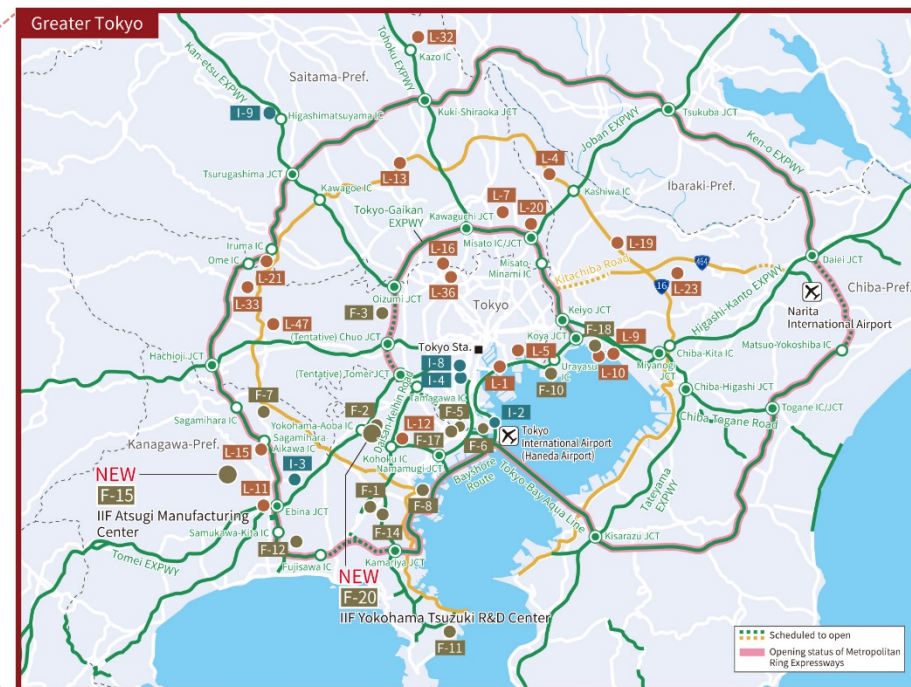 Greater Tokyo
L-32
Kazo IC
Tohoku EXPWY
Kan-etsu EXPWY
Saitama-Pref.
I-9
Higashimatsuyama IC
Kuki-Shiraoka JCT
Joban EXPWY
Tsukuba JCT
Ken-o EXPWY
Tsurugashima JCT
L-13
L-4
Kashiwa IC
Ibaraki-Pref.
Kawagoe IC
L-7
L-20
Tokyo-Gaikan
EXPWY
Kawaguchi JCT
Misato IC/JCT
L-19
Iruma IC
Ome IC
L-16
Misato-
Minami IC
Kitachiba Road
464
Daiei JCT
L-21
L-36
16
L-23
Higashi-Kanto EXPWY
Chiba-Pref.
L-33
Oizumi JCT
Tokyo
Narita
International Airport
F-3
Keiyo JCT
L-47
Koya JCT
F-18
L-9
Matsuo-Yokoshiba IC
(Tentative) Chuo JCT
Tokyo Sta.
L-5
Urayasu
IC
L-10
Chiba-Kita IC
Miyanogi
JCT
Hachioji JCT
I-8
I-4
L-1
F-10
(Tentative) Tomei JCT
Tamagawa IC
Chiba-Higashi JCT
F-7
Daisan-Keihin Road
Chiba-Togane Road
Togane IC/JCT
Sagamihara IC
F-2
F-5
I-2
Yokohama-Aoba IC
L-12
Tokyo
International Airport
(Haneda Airport)
Kanagawa-Pref.
Sagamihara-
Aikawa IC
F-17
F-6
L-15
Kohoku IC
Namamugi JCT
Bayshore
Route
Tokyo-Bay Aqua Line
Tateyama
EXPWY
NEW
F-15
I-3
F-1
F-8
L-11
IIF Atsugi Manufacturing
Center
Ebina JCT
F-14
Samukawa-Kita IC
F-12
Kisarazu JCT
Tomei EXPWY
Fujisawa IC
Kamariya JCT
NEW
F-20
IIF Yokohama Tsuzuki R&D Center
F-11
Scheduled to open
Opening status of Metropolitan
Ring Expressways